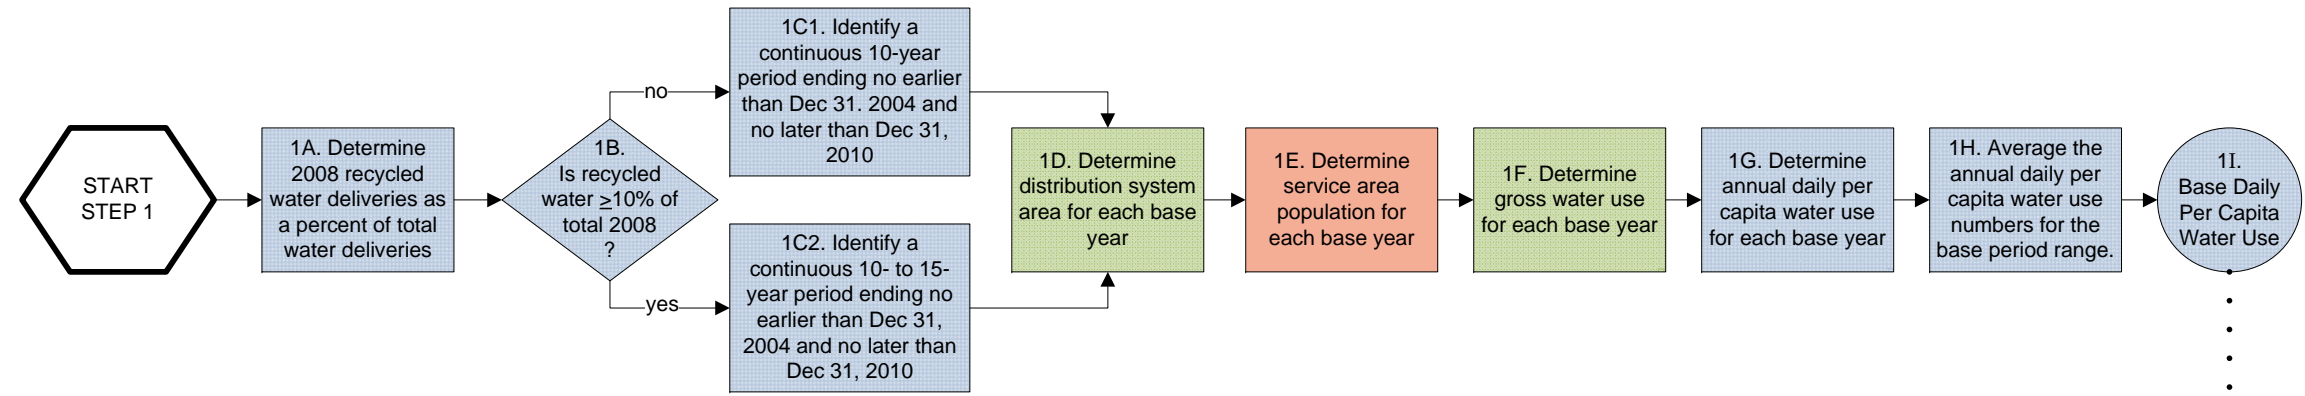 START
STEP 1
1A. Determine
2008 recycled
water deliveries as
a percent of total
water deliveries
1B.
Is recycled
water ≥10% of
total 2008
?
no
yes
1C1. Identify a
continuous 10-year
period ending no earlier
than Dec 31. 2004 and
no later than Dec 31,
2010
1C2. Identify a
continuous 10- to 15-
year period ending no
earlier than Dec 31,
2004 and no later than
Dec 31, 2010
1D. Determine
distribution system
area for each base
year
1E. Determine
service area
population for
each base year
1F. Determine
gross water use
for each base year
1G. Determine
annual daily per
capita water use
for each base year
1H. Average the
annual daily per
capita water use
numbers for the
base period range.
1I.
Base Daily
Per Capita
Water Use